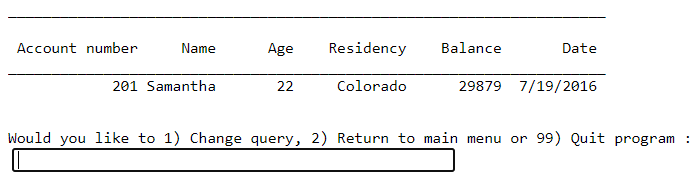 Account number Name Age Residency Balance Date
201 Samantha 22 Colorado 29879 7/19/2016
Would you like to 1) Change query, 2) Return to main menu or 99) Quit program :